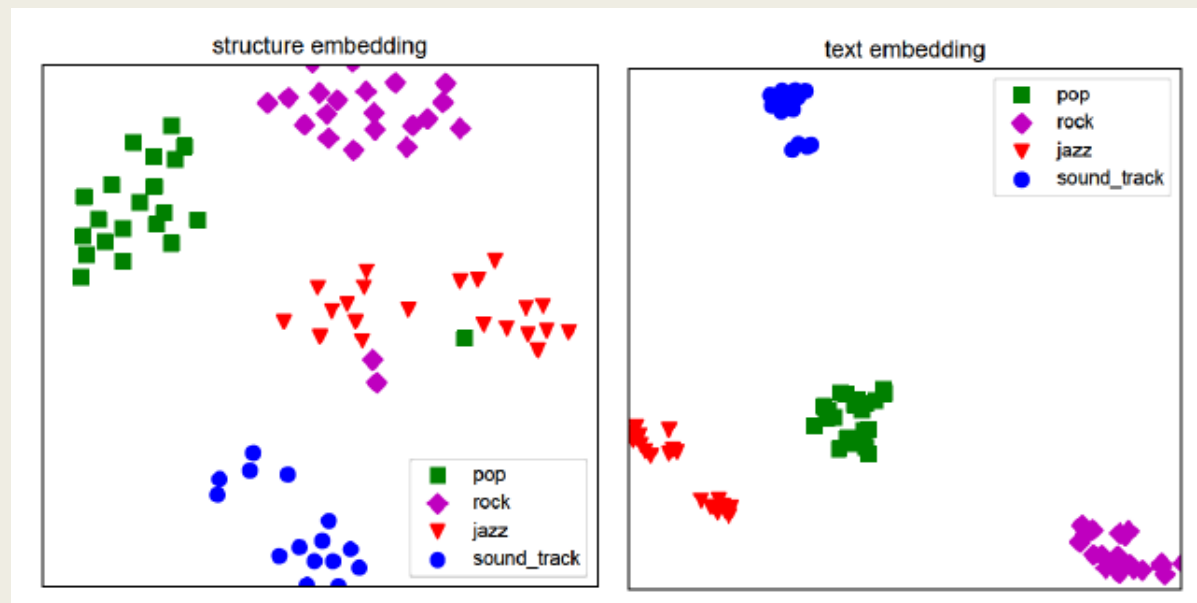 structure embedding
pop
rock
jazz
sound_track
text embedding
pop
rock
jazz
sound_track